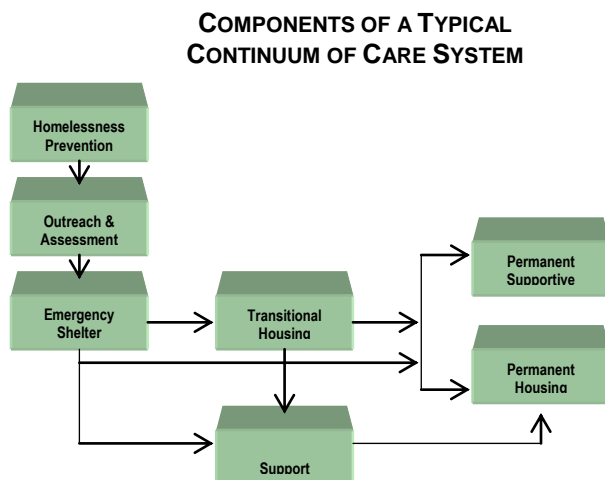 COMPONENTS OF A TYPICAL
CONTINUUM OF CARE SYSTEM
Homelessness
Prevention
Outreach &
Assessment
Emergency
Shelter
Transitional
Housing
Permanent
Supportive
Permanent
Housing
Support